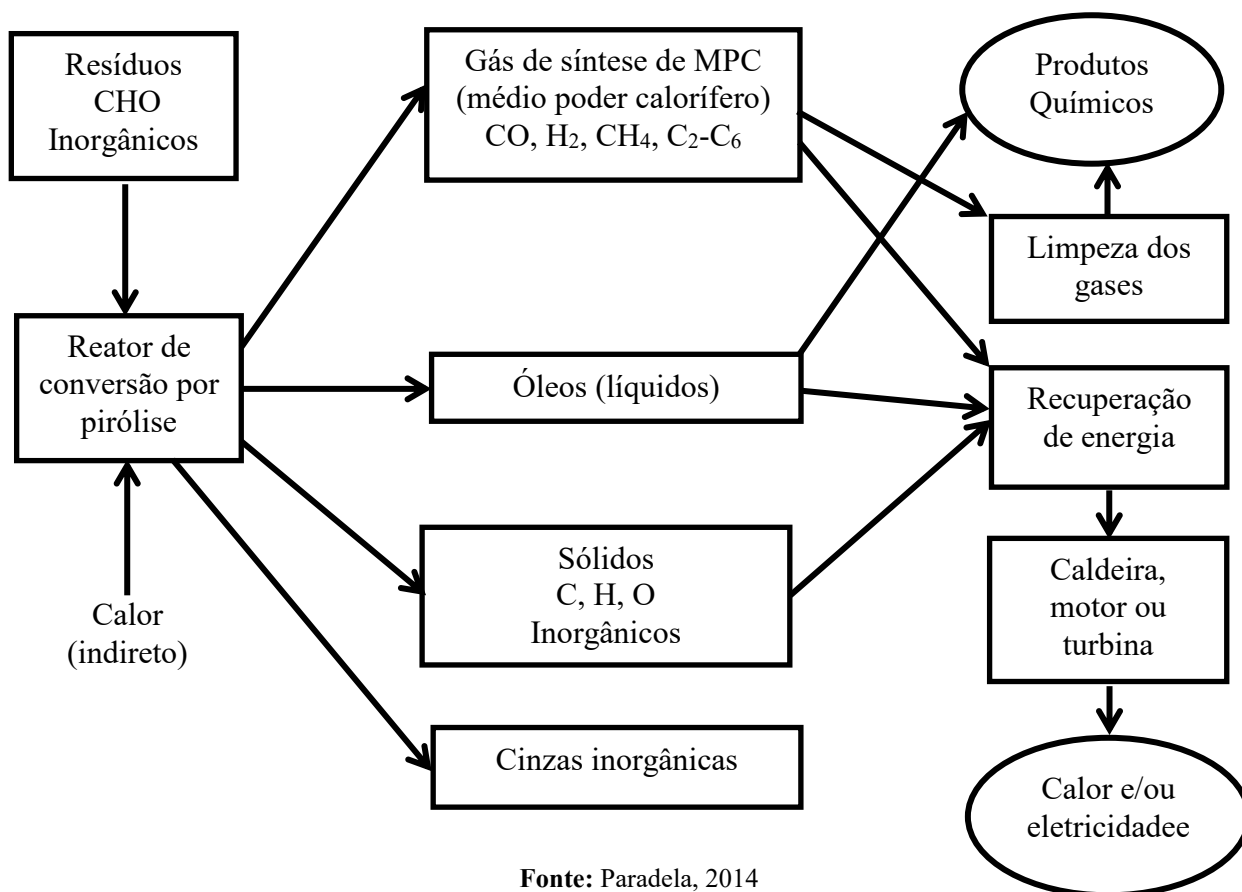 Resíduos
CHO
Inorgânicos
Reator de
conversão por
pirólise
Calor
(indireto)
Gás de síntese de MPC
(médio poder calorífero)
CO, H₂, CH₄, C₂-C₆
Óleos (líquidos)
Sólidos
C, H, O
Inorgânicos
Cinzas inorgânicas
Produtos
Químicos
Limpeza dos
gases
Recuperação
de energia
Caldeira,
motor ou
turbina
Calor e/ou
eletricidadee
Fonte: Paradela, 2014